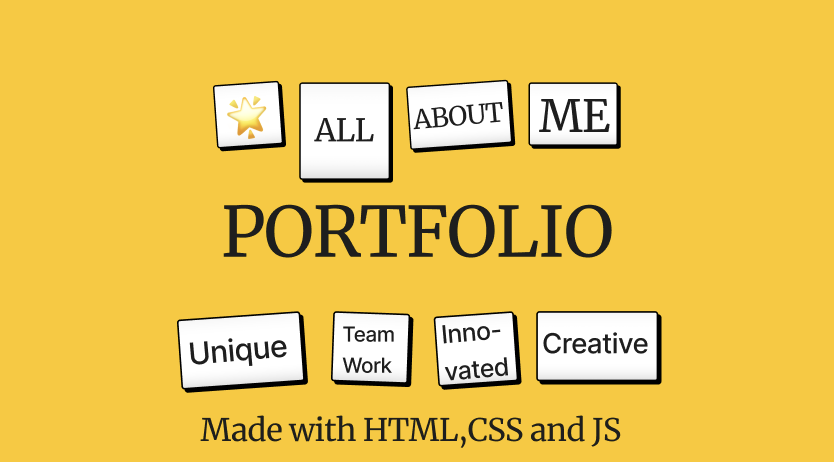 ALL ABOUT ME
PORTFOLIO
Unique
Team
Work
Inno-
vated
Creative
Made with HTML,CSS and JS